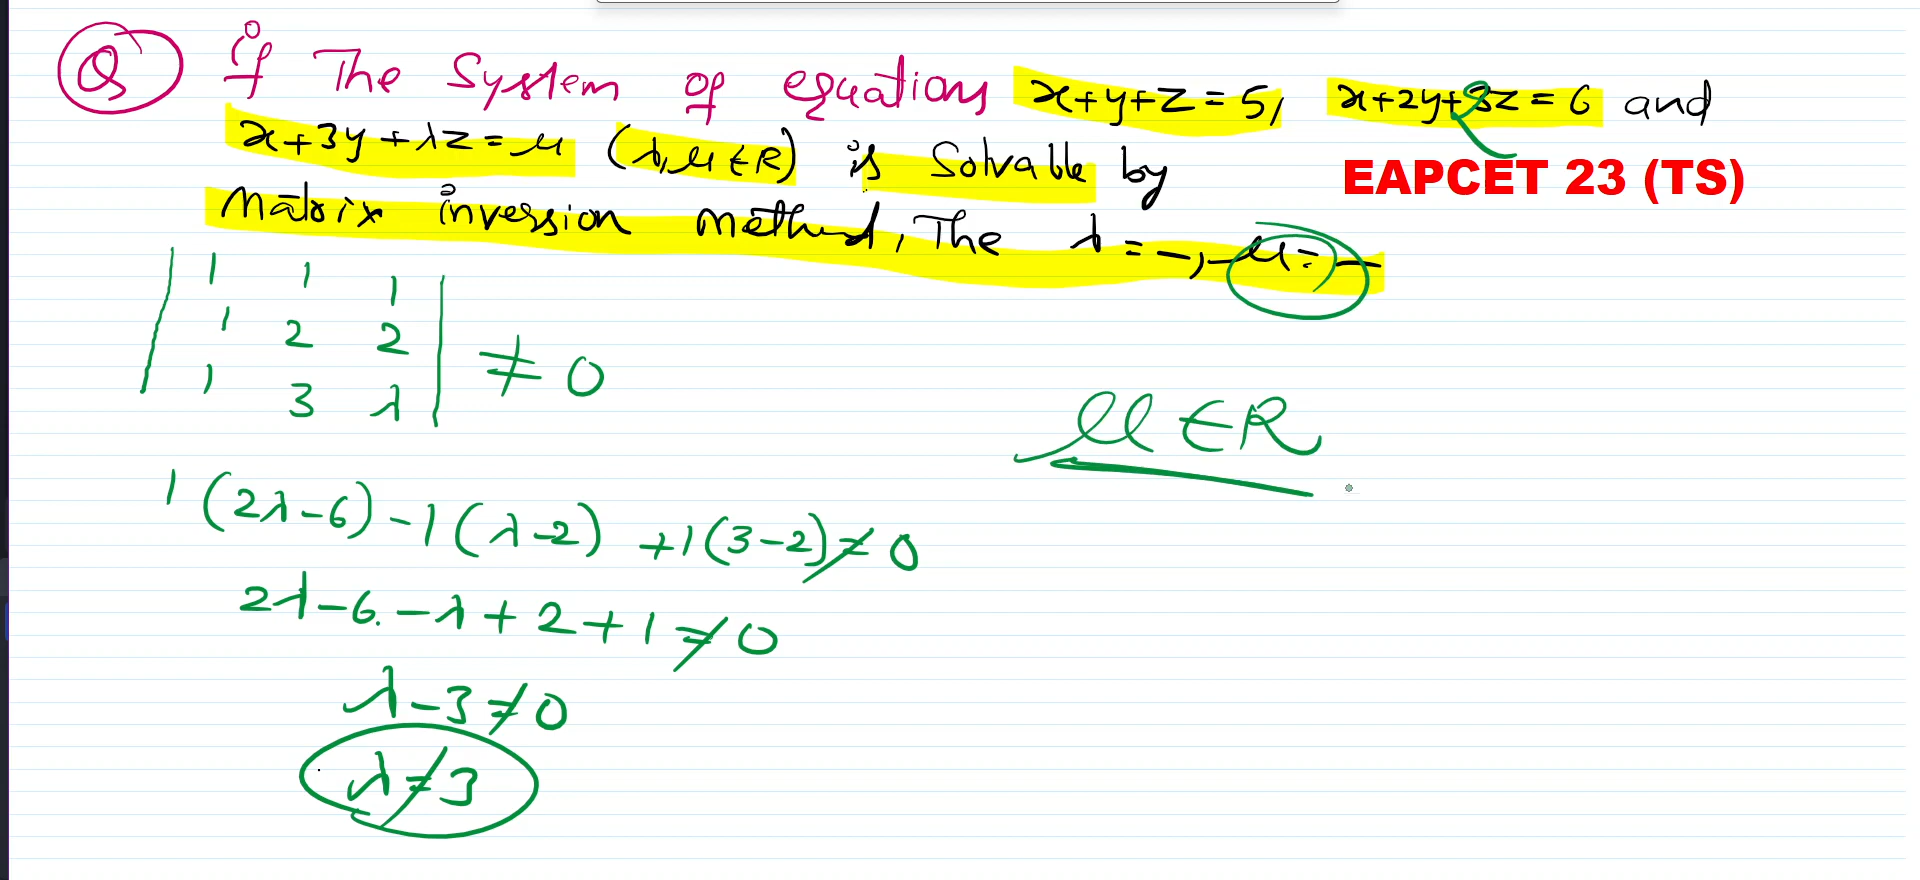 Q if The System of equations x+y+z=5, x+2y+2z=6 and
x+3y+λz=μ (λ,μ∈R) is Solvable by
EAPCET 23 (TS)
Matrix inversion method, The λ=—, μ=—
| 1 1 1 |
| 1 2 2 | ≠ 0
| 1 3 λ |
μ∈R
1(2λ-6)-1(λ-2)+1(3-2)≠0
2λ-6-λ+2+1≠0
λ-3≠0
λ≠3